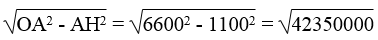 √(OA² - AH²) = √(6600² - 1100²) = √42350000